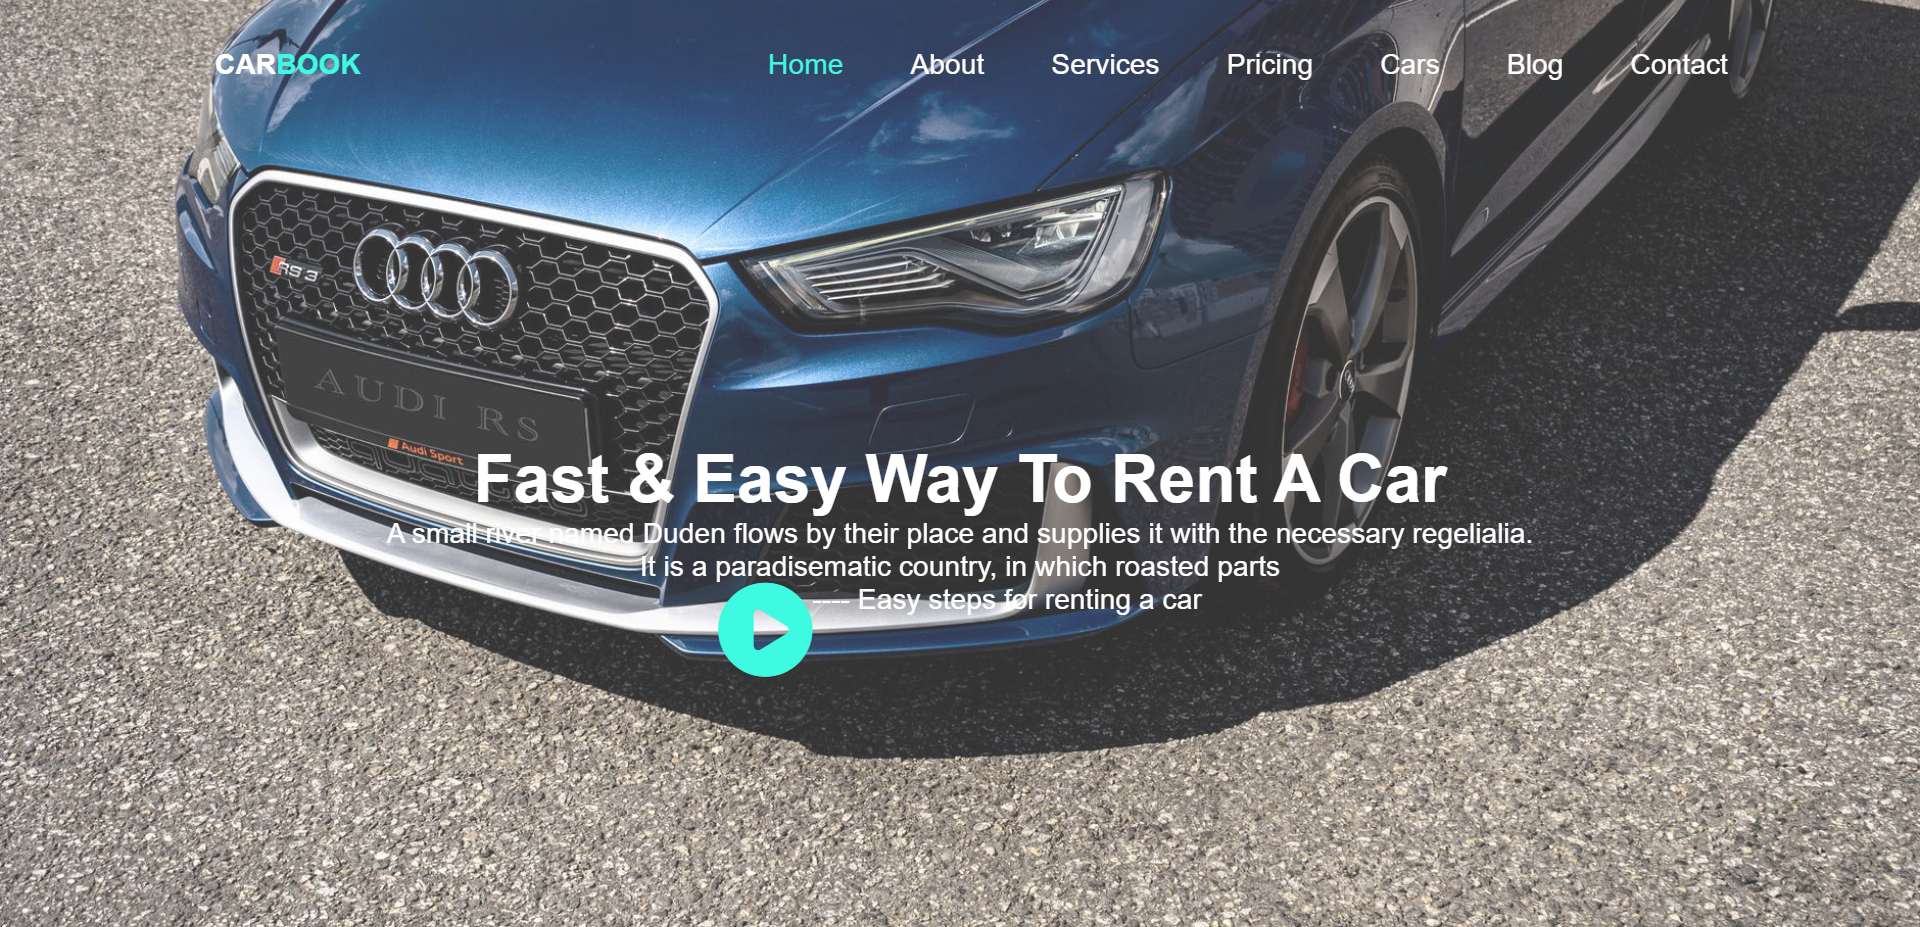 CARBOOK Home About Services Pricing Cars Blog Contact
RS 3
AUDI RS
Audi Sport
Fast & Easy Way To Rent A Car
A small river named Duden flows by their place and supplies it with the necessary regelialia.
It is a paradisematic country, in which roasted parts
---- Easy steps for renting a car